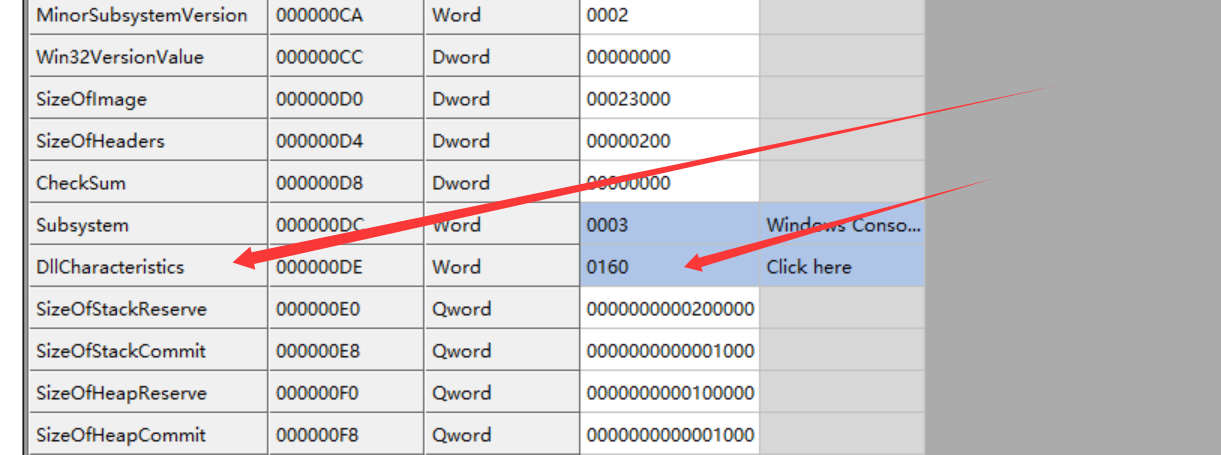 MinorSubsystemVersion 000000CA Word 0002
Win32VersionValue 000000CC Dword 00000000
SizeOfImage 000000D0 Dword 00023000
SizeOfHeaders 000000D4 Dword 00000200
CheckSum 000000D8 Dword 00000000
Subsystem 000000DC Word 0003 Windows Conso...
DllCharacteristics 000000DE Word 0160 Click here
SizeOfStackReserve 000000E0 Qword 0000000000200000
SizeOfStackCommit 000000E8 Qword 0000000000001000
SizeOfHeapReserve 000000F0 Qword 0000000000100000
SizeOfHeapCommit 000000F8 Qword 0000000000001000